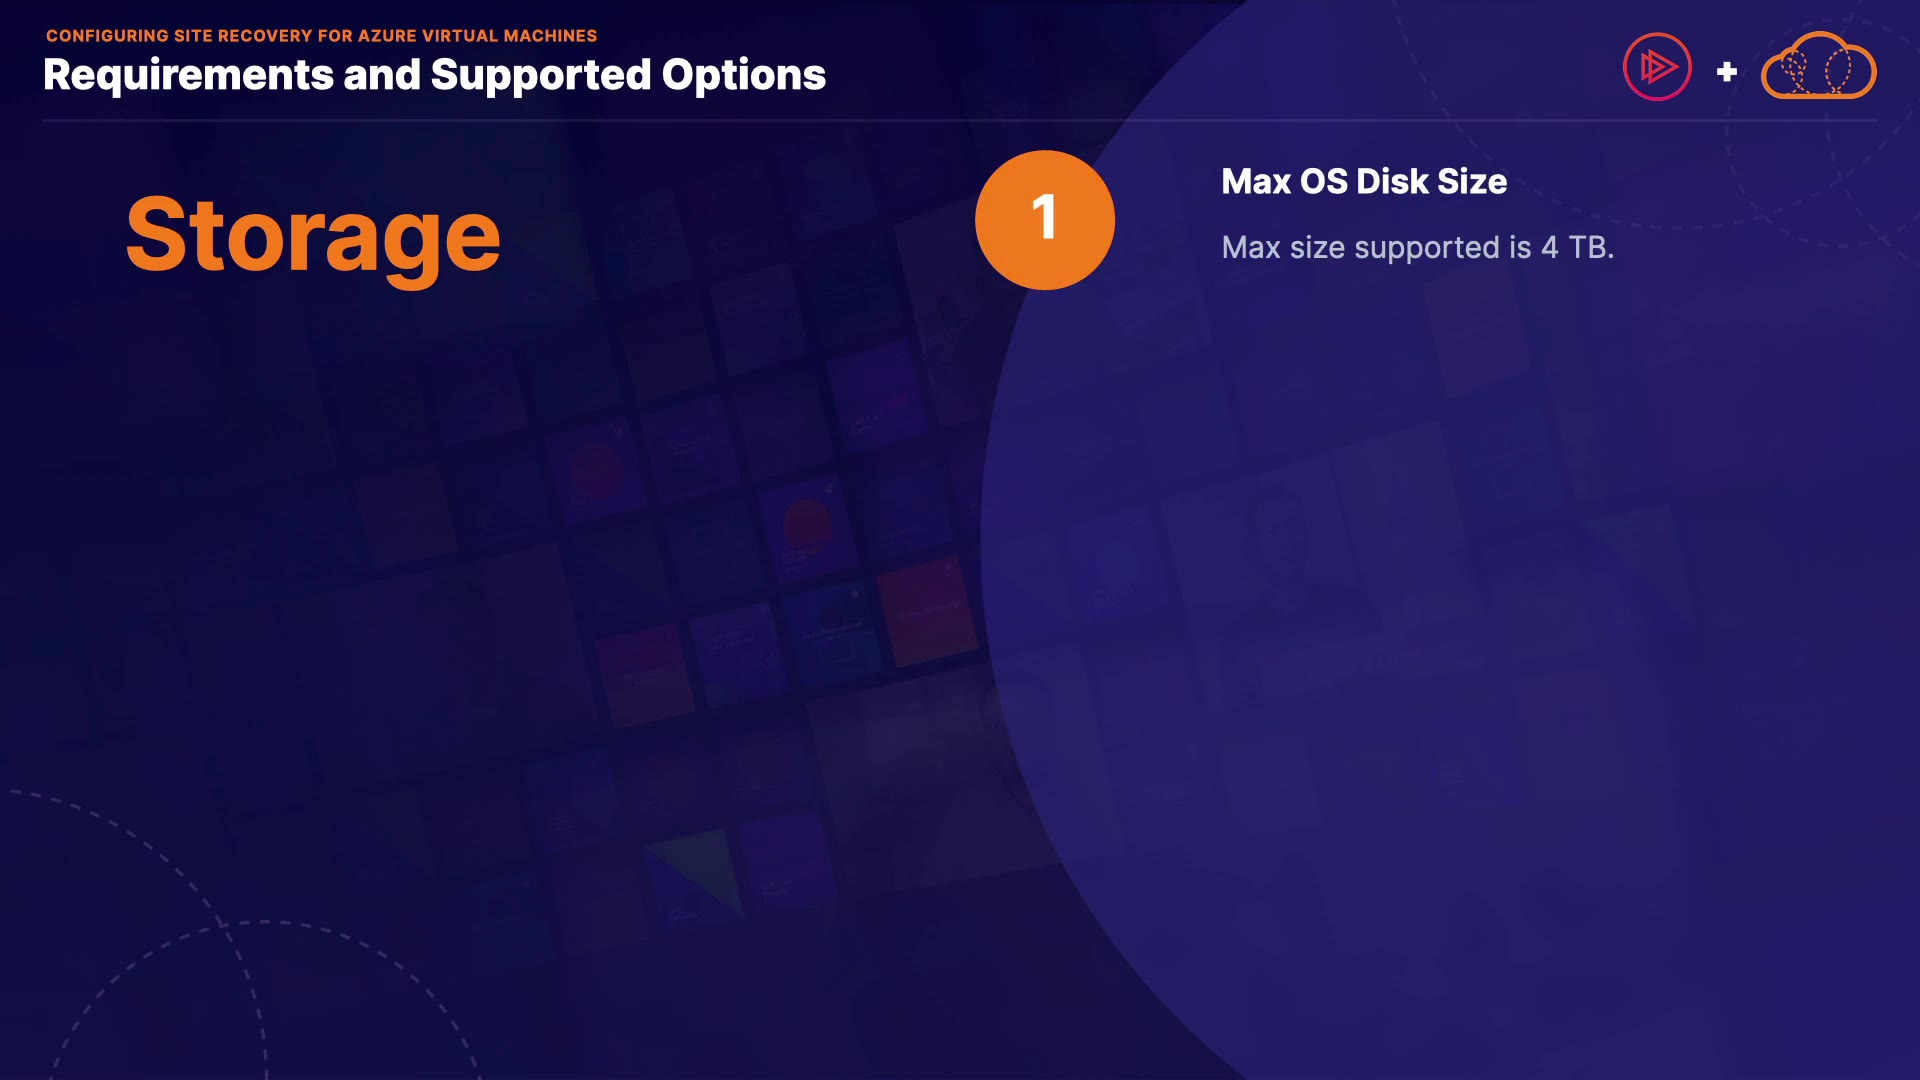 CONFIGURING SITE RECOVERY FOR AZURE VIRTUAL MACHINES
Requirements and Supported Options
Storage
1
Max OS Disk Size
Max size supported is 4 TB.